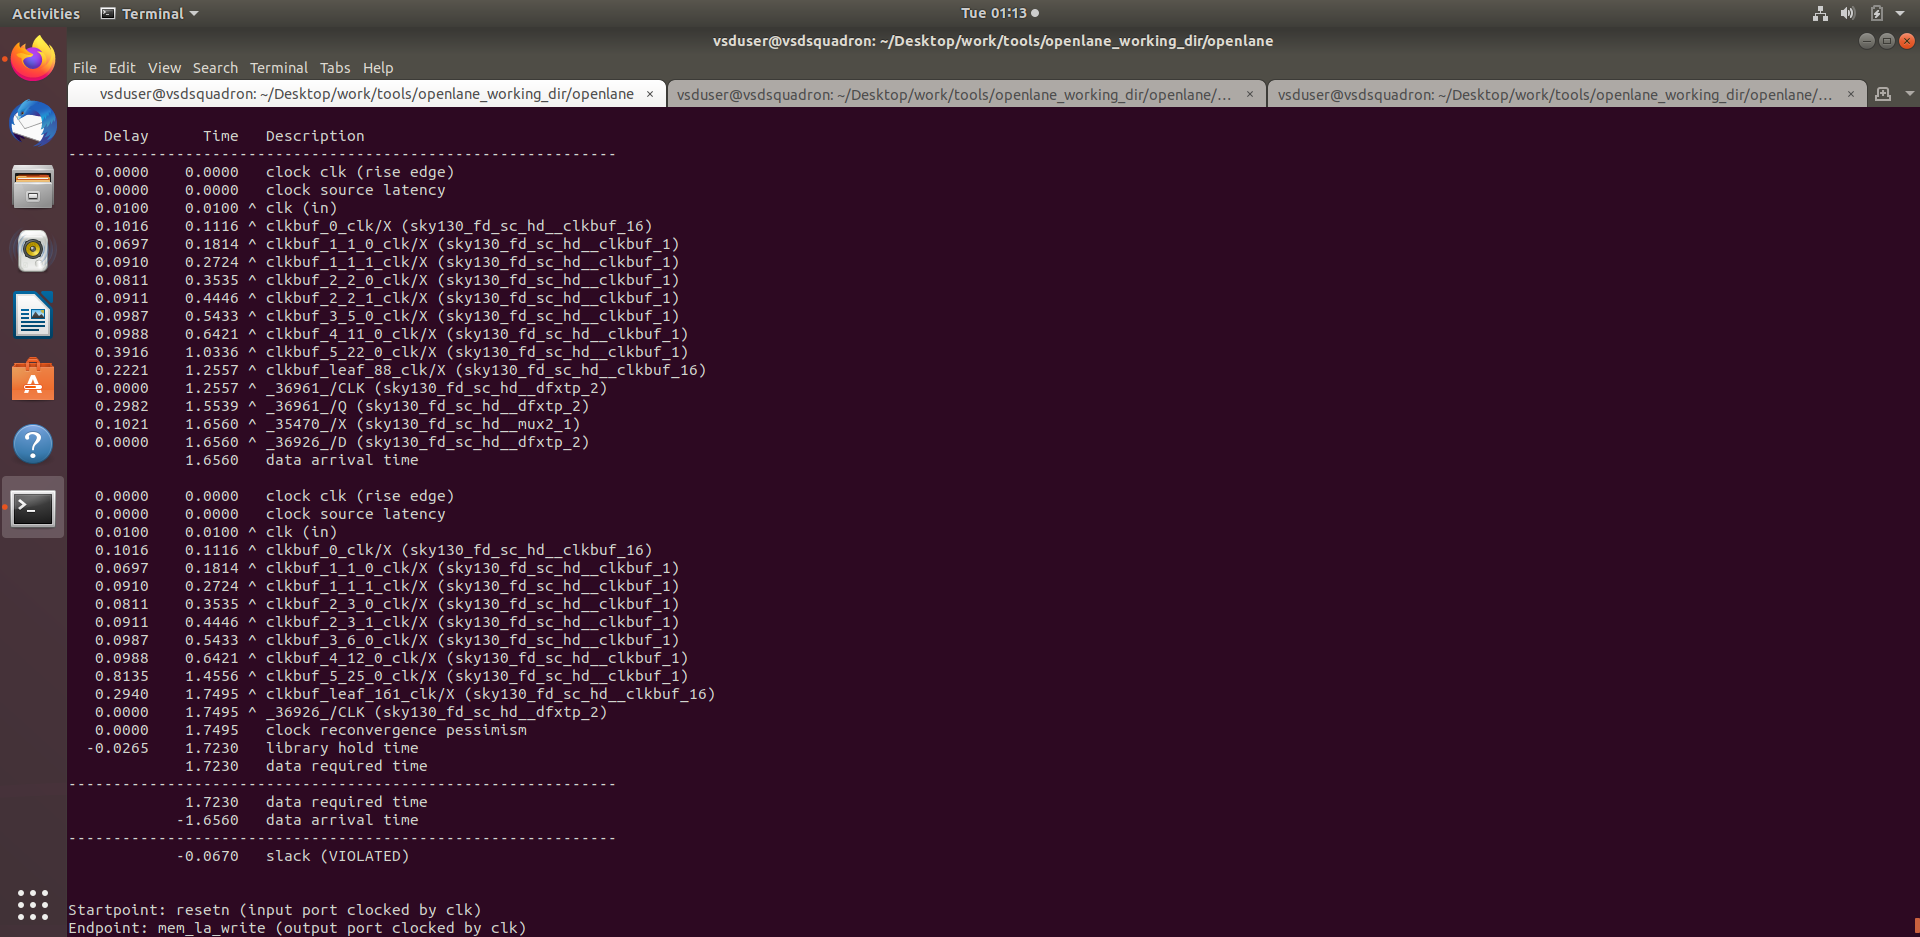 Activities Terminal Tue 01:13
vsduser@vsdsquadron: ~/Desktop/work/tools/openlane_working_dir/openlane
File Edit View Search Terminal Tabs Help
vsduser@vsdsquadron: ~/Desktop/work/tools/openlane_working_dir/openlane × vsduser@vsdsquadron: ~/Desktop/work/tools/openlane_working_dir/openlane/... × vsduser@vsdsquadron: ~/Desktop/work/tools/openlane_working_dir/openlane/... ×
Delay Time Description
-------------------------------------------------------------
0.0000 0.0000 clock clk (rise edge)
0.0000 0.0000 clock source latency
0.0100 0.0100 ^ clk (in)
0.1016 0.1116 ^ clkbuf_0_clk/X (sky130_fd_sc_hd__clkbuf_16)
0.0697 0.1814 ^ clkbuf_1_1_0_clk/X (sky130_fd_sc_hd__clkbuf_1)
0.0910 0.2724 ^ clkbuf_1_1_1_clk/X (sky130_fd_sc_hd__clkbuf_1)
0.0811 0.3535 ^ clkbuf_2_2_0_clk/X (sky130_fd_sc_hd__clkbuf_1)
0.0911 0.4446 ^ clkbuf_2_2_1_clk/X (sky130_fd_sc_hd__clkbuf_1)
0.0987 0.5433 ^ clkbuf_3_5_0_clk/X (sky130_fd_sc_hd__clkbuf_1)
0.0988 0.6421 ^ clkbuf_4_11_0_clk/X (sky130_fd_sc_hd__clkbuf_1)
0.3916 1.0336 ^ clkbuf_5_22_0_clk/X (sky130_fd_sc_hd__clkbuf_1)
0.2221 1.2557 ^ clkbuf_leaf_88_clk/X (sky130_fd_sc_hd__clkbuf_16)
0.0000 1.2557 ^ _36961_/CLK (sky130_fd_sc_hd__dfxtp_2)
0.2982 1.5539 ^ _36961_/Q (sky130_fd_sc_hd__dfxtp_2)
0.1021 1.6560 ^ _35470_/X (sky130_fd_sc_hd__mux2_1)
0.0000 1.6560 ^ _36926_/D (sky130_fd_sc_hd__dfxtp_2)
1.6560 data arrival time
0.0000 0.0000 clock clk (rise edge)
0.0000 0.0000 clock source latency
0.0100 0.0100 ^ clk (in)
0.1016 0.1116 ^ clkbuf_0_clk/X (sky130_fd_sc_hd__clkbuf_16)
0.0697 0.1814 ^ clkbuf_1_1_0_clk/X (sky130_fd_sc_hd__clkbuf_1)
0.0910 0.2724 ^ clkbuf_1_1_1_clk/X (sky130_fd_sc_hd__clkbuf_1)
0.0811 0.3535 ^ clkbuf_2_3_0_clk/X (sky130_fd_sc_hd__clkbuf_1)
0.0911 0.4446 ^ clkbuf_2_3_1_clk/X (sky130_fd_sc_hd__clkbuf_1)
0.0987 0.5433 ^ clkbuf_3_6_0_clk/X (sky130_fd_sc_hd__clkbuf_1)
0.0988 0.6421 ^ clkbuf_4_12_0_clk/X (sky130_fd_sc_hd__clkbuf_1)
0.8135 1.4556 ^ clkbuf_5_25_0_clk/X (sky130_fd_sc_hd__clkbuf_1)
0.2940 1.7495 ^ clkbuf_leaf_161_clk/X (sky130_fd_sc_hd__clkbuf_16)
0.0000 1.7495 ^ _36926_/CLK (sky130_fd_sc_hd__dfxtp_2)
0.0000 1.7495 clock reconvergence pessimism
-0.0265 1.7230 library hold time
1.7230 data required time
-------------------------------------------------------------
1.7230 data required time
-1.6560 data arrival time
-------------------------------------------------------------
-0.0670 slack (VIOLATED)
Startpoint: resetn (input port clocked by clk)
Endpoint: mem_la_write (output port clocked by clk)